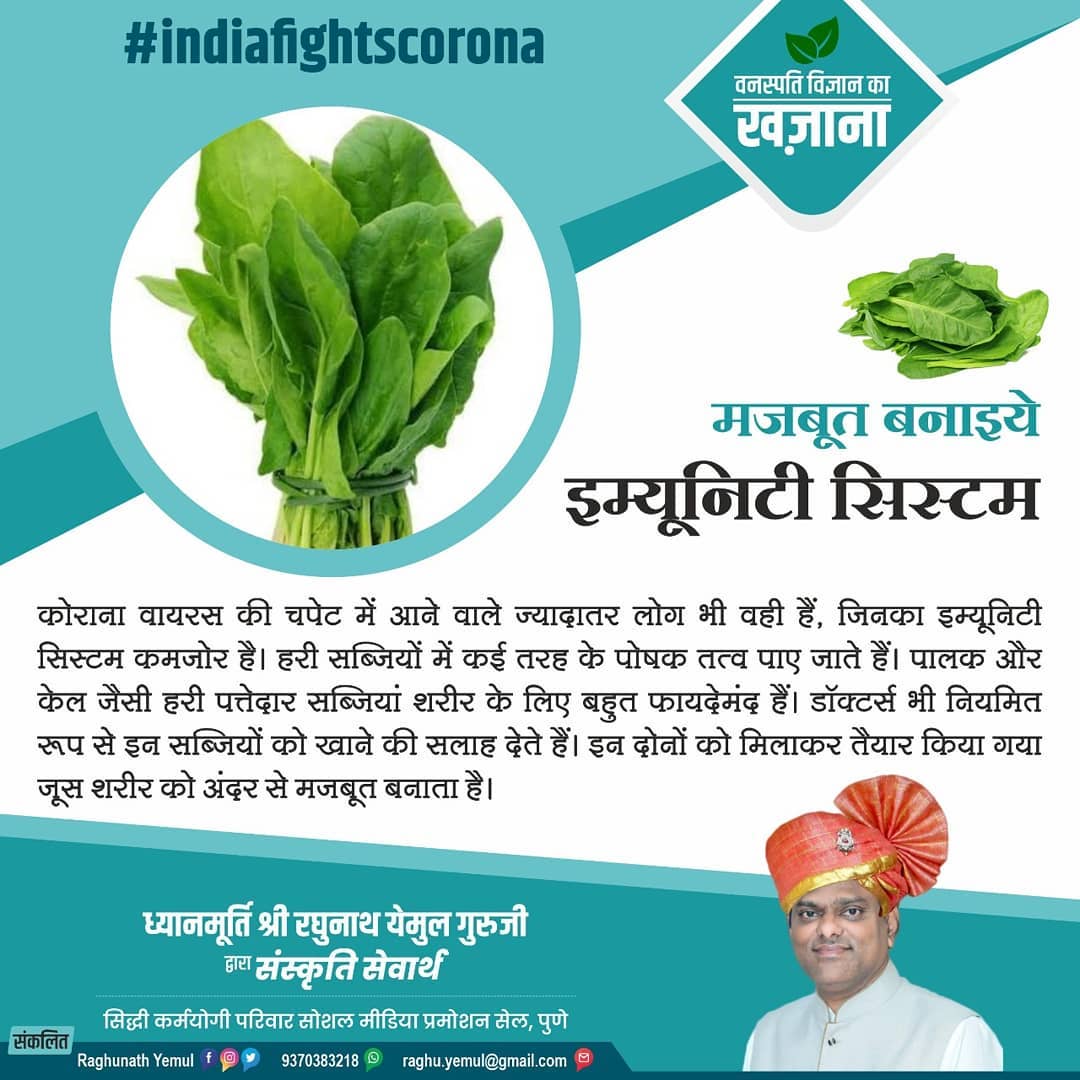 #indiafightscorona
वनस्पति विज्ञान का
खज़ाना
मजबूत बनाइये
इम्यूनिटी सिस्टम
कोराना वायरस की चपेट में आने वाले ज्यादातर लोग भी वही हैं, जिनका इम्यूनिटी
सिस्टम कमजोर है। हरी सब्जियों में कई तरह के पोषक तत्व पाए जाते हैं। पालक और
केल जैसी हरी पत्तेदार सब्जियां शरीर के लिए बहुत फायदेमंद हैं। डॉक्टर्स भी नियमित
रूप से इन सब्जियों को खाने की सलाह देते हैं। इन दोनों को मिलाकर तैयार किया गया
जूस शरीर को अंदर से मजबूत बनाता है।
ध्यानमूर्ति श्री रघुनाथ येमुल गुरुजी
द्वारा संस्कृति सेवार्थ
सिद्धी कर्मयोगी परिवार सोशल मीडिया प्रमोशन सेल, पुणे
संकलित
Raghunath Yemul 9370383218 raghu.yemul@gmail.com